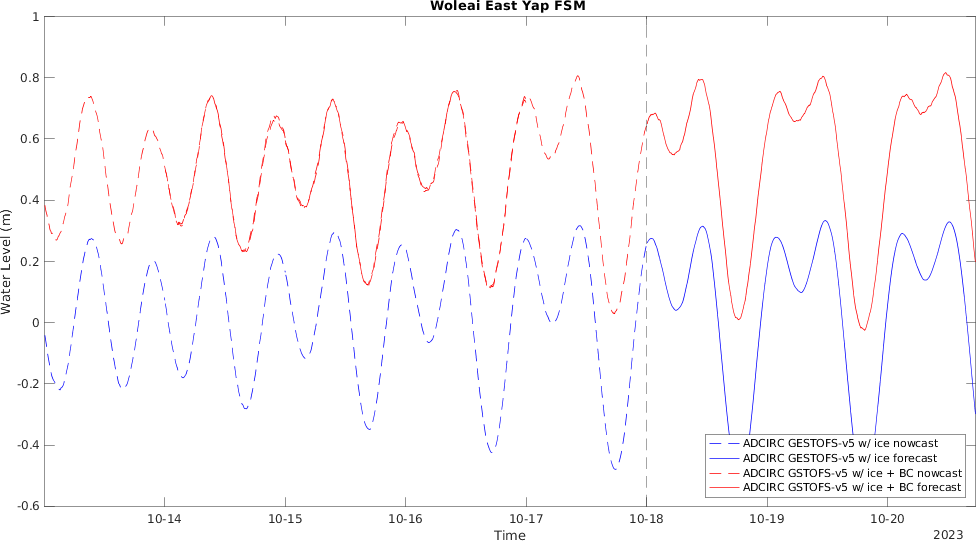 Woleai East Yap FSM
1
0.8
0.6
0.4
0.2
0
-0.2
-0.4
-0.6
Water Level (m)
ADCIRC GESTOFS-v5 w/ ice nowcast
ADCIRC GESTOFS-v5 w/ ice forecast
ADCIRC GSTOFS-v5 w/ ice + BC nowcast
ADCIRC GSTOFS-v5 w/ ice + BC forecast
10-14 10-15 10-16 10-17 10-18 10-19 10-20
Time
2023